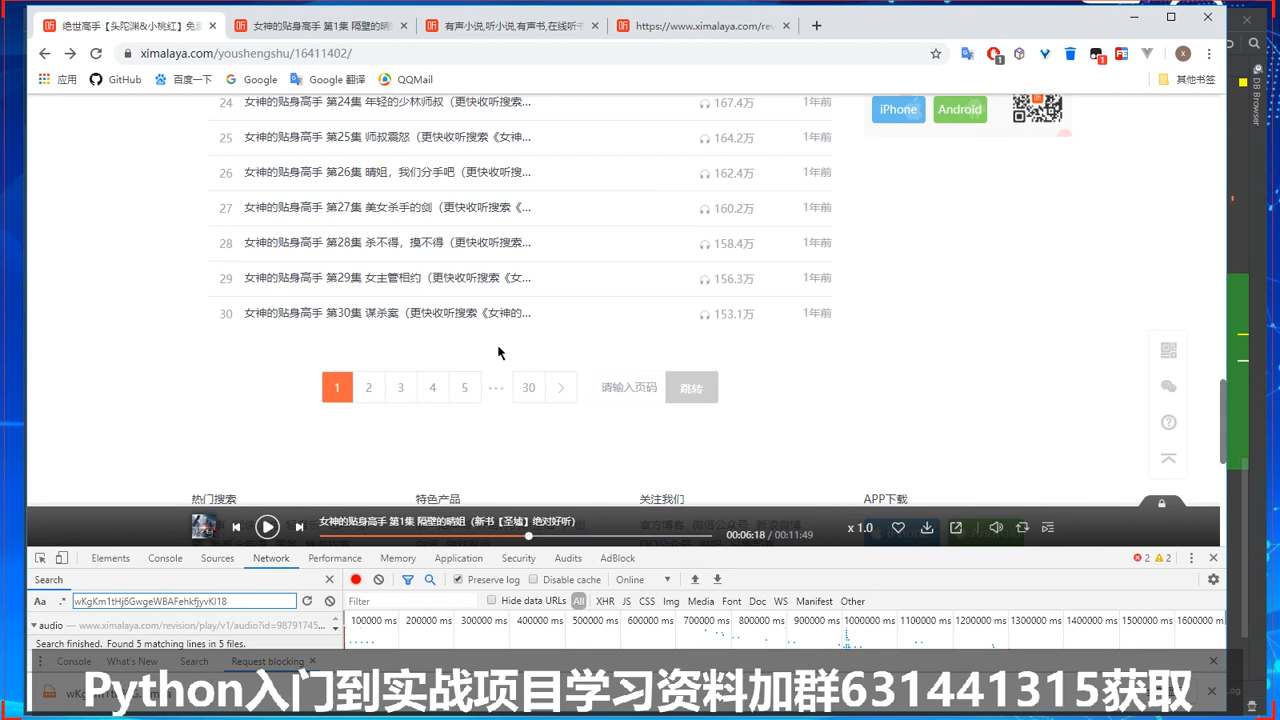 绝世高手【头陀渊&小桃红】免
女神的贴身高手 第1集 隔壁的晴
有声小说,听小说,有声书,在线听书
https://www.ximalaya.com/rev
ximalaya.com/youshengshu/16411402/
应用 GitHub 百度一下 Google Google 翻译 QQMail 其他书签
DB Browser
24 女神的贴身高手 第24集 年轻的少林师叔（更快收听搜索... 167.4万 1年前
iPhone Android
25 女神的贴身高手 第25集 师叔震怒（更快收听搜索《女神... 164.2万 1年前
26 女神的贴身高手 第26集 晴姐，我们分手吧（更快收听搜... 162.4万 1年前
27 女神的贴身高手 第27集 美女杀手的剑（更快收听搜索《... 160.2万 1年前
28 女神的贴身高手 第28集 杀不得，摸不得（更快收听搜索... 158.4万 1年前
29 女神的贴身高手 第29集 女主管相约（更快收听搜索《女... 156.3万 1年前
30 女神的贴身高手 第30集 谋杀案（更快收听搜索《女神的... 153.1万 1年前
1 2 3 4 5 ··· 30 > 请输入页码 跳转
热门搜索 特色产品 关注我们 APP下载
女神的贴身高手 第1集 隔壁的晴姐（新书【圣墟】绝对好听）
00:06:18 / 00:11:49
x 1.0
官方博客 微信公众号 新浪微博
Elements Console Sources Network Performance Memory Application Security Audits AdBlock 2 2
Search
Preserve log Disable cache Online
Aa .* wKgKm1tHj6GwgeWBAFehkfjyvKI18
Filter Hide data URLs All XHR JS CSS Img Media Font Doc WS Manifest Other
audio — www.ximalaya.com/revision/play/v1/audio?id=98791745...
100000 ms 200000 ms 300000 ms 400000 ms 500000 ms 600000 ms 700000 ms 800000 ms 900000 ms 1000000 ms 1100000 ms 1200000 ms 1300000 ms 1400000 ms 1500000 ms 1600000 ms
Search finished. Found 5 matching lines in 5 files.
Console What's New Search Request blocking
Python入门到实战项目学习资料加群631441315获取